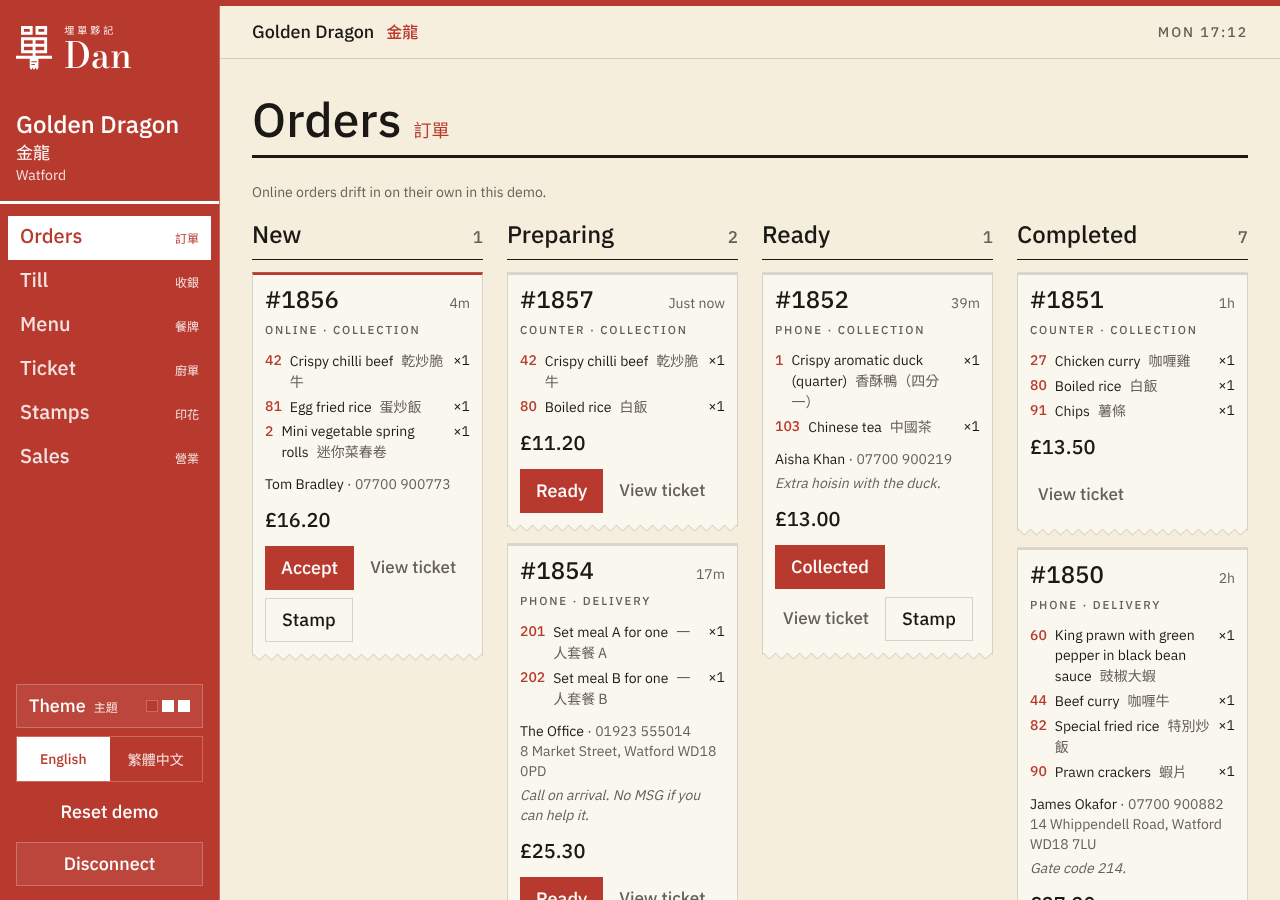 單
埋單夥記
Dan
Golden Dragon
金龍
Watford
Orders 訂單
Till 收銀
Menu 餐牌
Ticket 廚單
Stamps 印花
Sales 營業
Theme 主題
English 繁體中文
Reset demo
Disconnect
Golden Dragon 金龍
MON 17:12
Orders 訂單
Online orders drift in on their own in this demo.
New 1
#1856 4m
ONLINE · COLLECTION
42 Crispy chilli beef 乾炒脆 ×1
牛
81 Egg fried rice 蛋炒飯 ×1
2 Mini vegetable spring ×1
rolls 迷你菜春卷
Tom Bradley · 07700 900773
£16.20
Accept View ticket
Stamp
Preparing 2
#1857 Just now
COUNTER · COLLECTION
42 Crispy chilli beef 乾炒脆 ×1
牛
80 Boiled rice 白飯 ×1
£11.20
Ready View ticket
#1854 17m
PHONE · DELIVERY
201 Set meal A for one 一 ×1
人套餐 A
202 Set meal B for one 一 ×1
人套餐 B
The Office · 01923 555014
8 Market Street, Watford WD18
0PD
Call on arrival. No MSG if you
can help it.
£25.30
Ready View ticket
Ready 1
#1852 39m
PHONE · COLLECTION
1 Crispy aromatic duck ×1
(quarter) 香酥鴨（四分
一）
103 Chinese tea 中國茶 ×1
Aisha Khan · 07700 900219
Extra hoisin with the duck.
£13.00
Collected
View ticket Stamp
Completed 7
#1851 1h
COUNTER · COLLECTION
27 Chicken curry 咖喱雞 ×1
80 Boiled rice 白飯 ×1
91 Chips 薯條 ×1
£13.50
View ticket
#1850 2h
PHONE · DELIVERY
60 King prawn with green ×1
pepper in black bean
sauce 豉椒大蝦
44 Beef curry 咖喱牛 ×1
82 Special fried rice 特別炒 ×1
飯
90 Prawn crackers 蝦片 ×1
James Okafor · 07700 900882
14 Whippendell Road, Watford
WD18 7LU
Gate code 214.